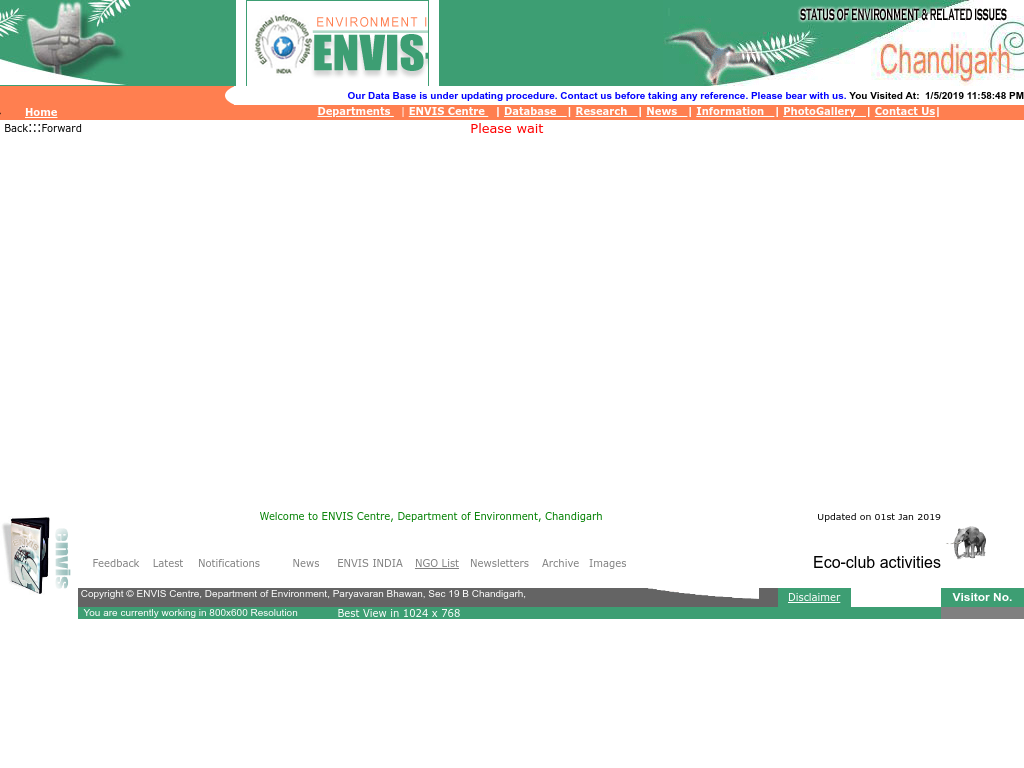 STATUS OF ENVIRONMENT & RELATED ISSUES
ENVIRONMENT I
Environmental Information System
ENVIS-
INDIA
Chandigarh
Our Data Base is under updating procedure. Contact us before taking any reference. Please bear with us. You Visited At: 1/5/2019 11:58:48 PM
Home
Departments | ENVIS Centre | Database | Research | News | Information | PhotoGallery | Contact Us|
Back:::Forward
Please wait
Welcome to ENVIS Centre, Department of Environment, Chandigarh
Updated on 01st Jan 2019
envis
Feedback Latest Notifications News ENVIS INDIA NGO List Newsletters Archive Images
Eco-club activities
Copyright © ENVIS Centre, Department of Environment, Paryavaran Bhawan, Sec 19 B Chandigarh,
Disclaimer
Visitor No.
You are currently working in 800x600 Resolution
Best View in 1024 x 768